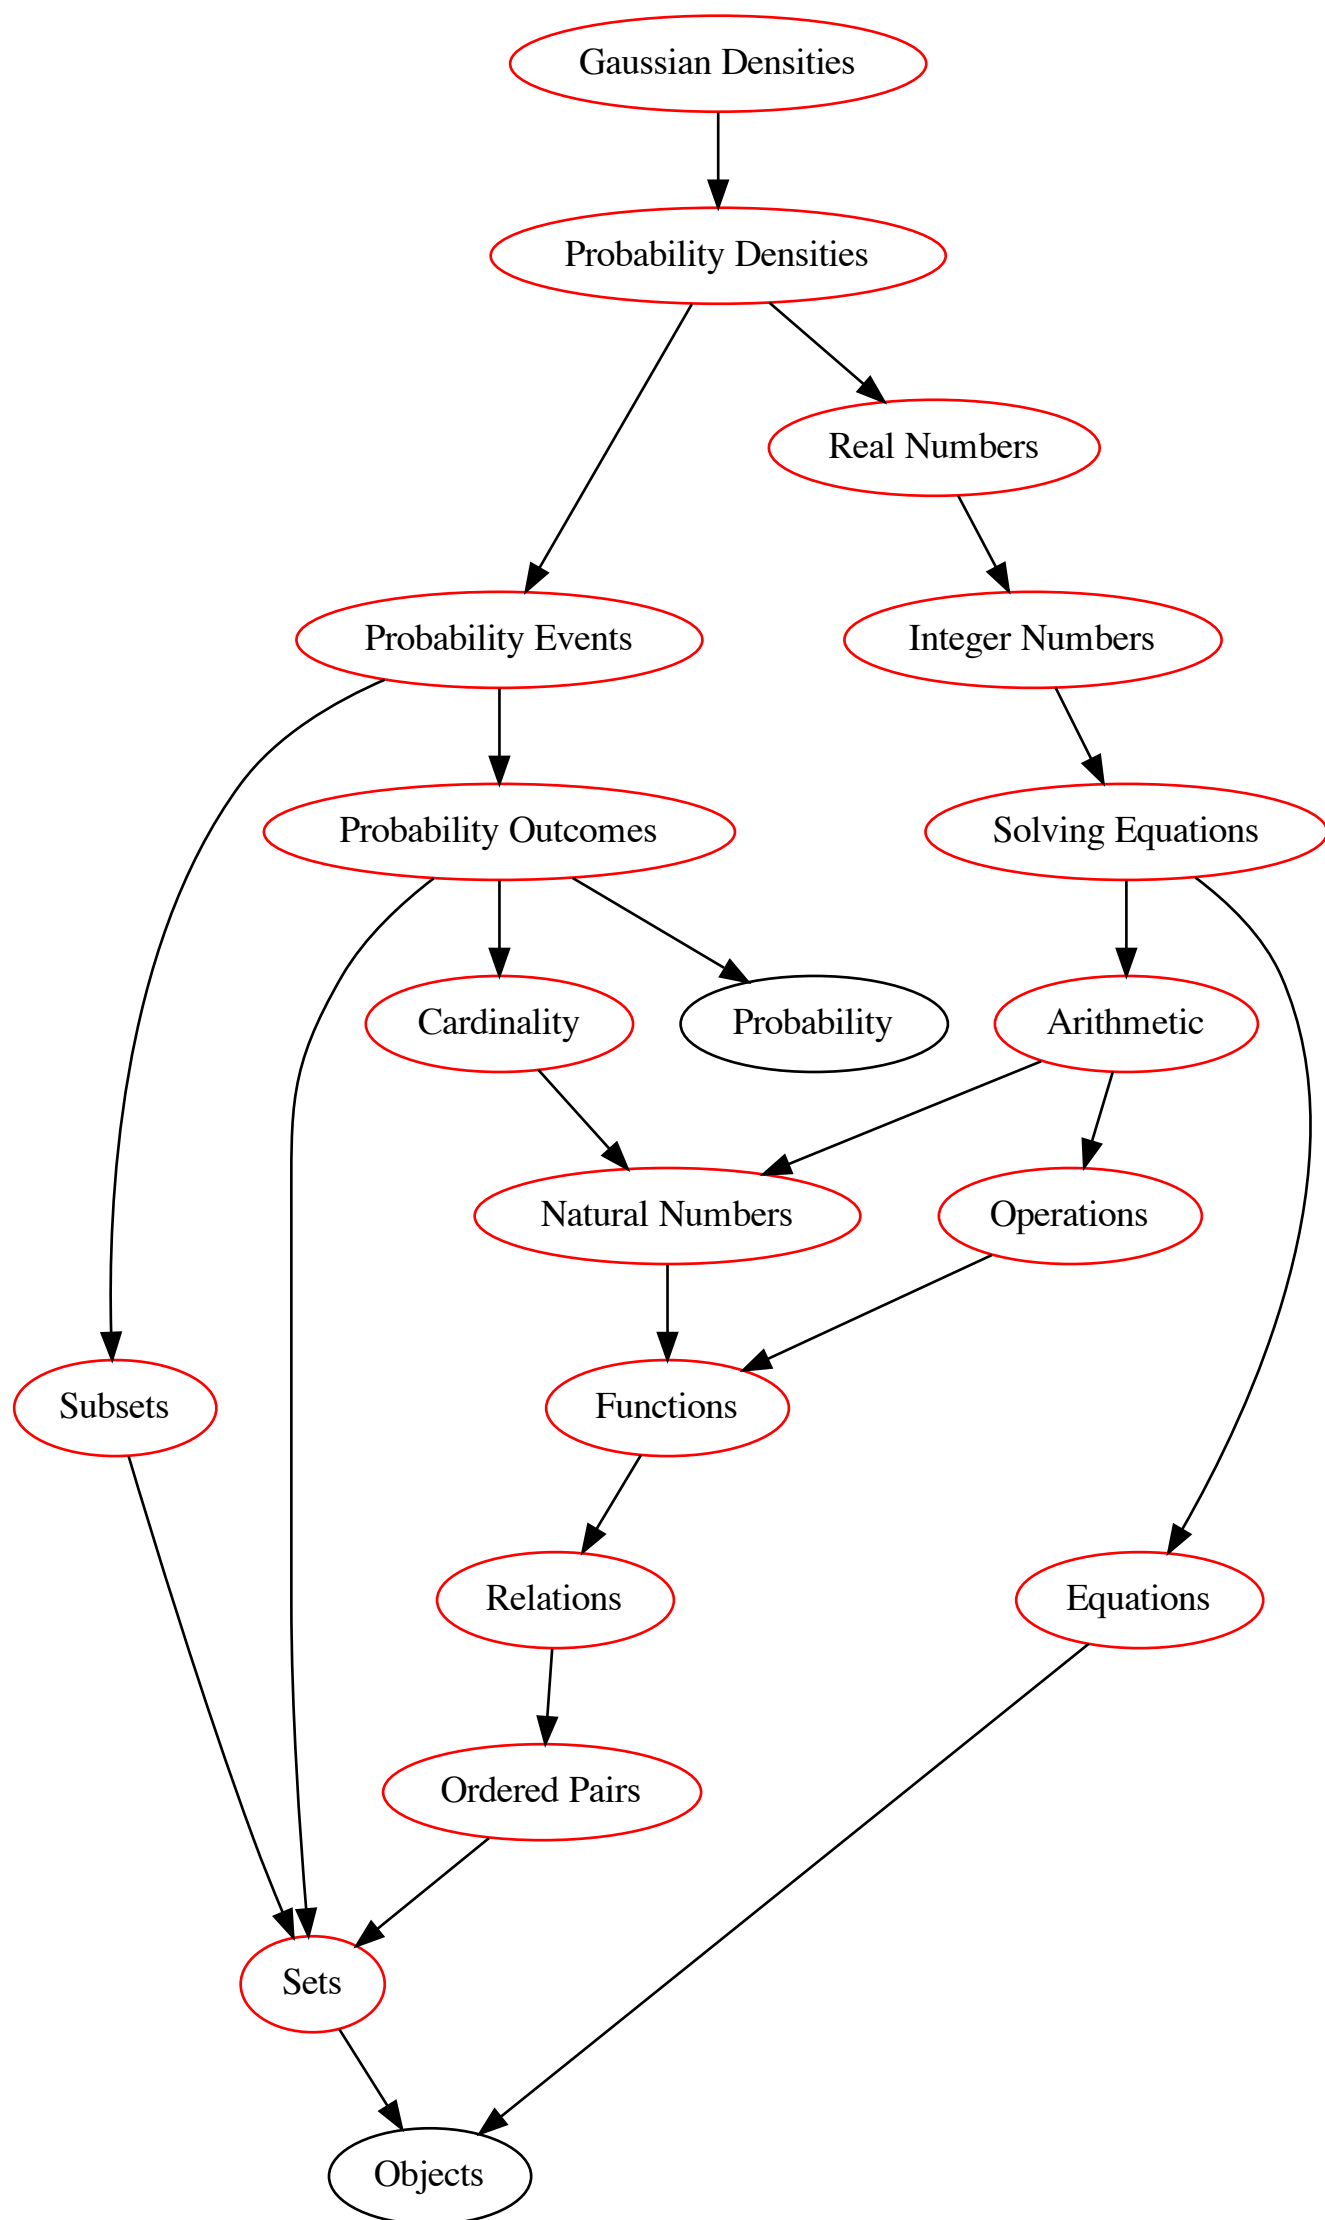 Gaussian Densities
Probability Densities
Real Numbers
Probability Events
Integer Numbers
Probability Outcomes
Solving Equations
Cardinality
Probability
Arithmetic
Natural Numbers
Operations
Subsets
Functions
Relations
Equations
Ordered Pairs
Sets
Objects